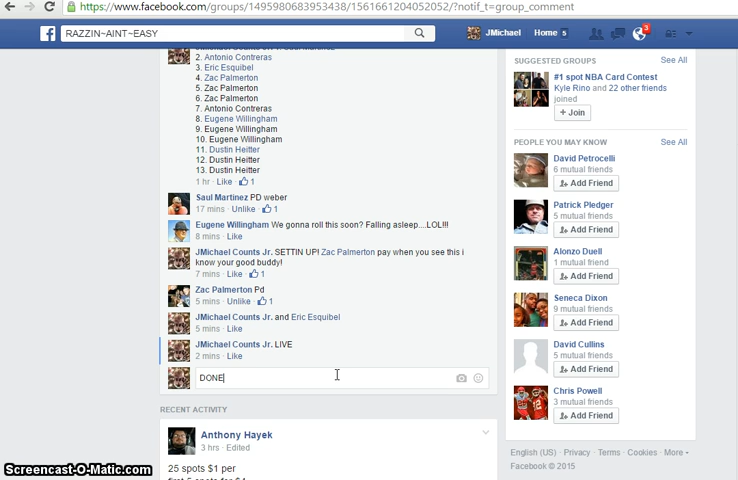 https://www.facebook.com/groups/1495980683953438/1561661204052052/?notif_t=group_comment
RAZZIN~AINT~EASY
JMichael
Home 5
3
2. Antonio Contreras
3. Eric Esquibel
4. Zac Palmerton
5. Zac Palmerton
6. Zac Palmerton
7. Antonio Contreras
8. Eugene Willingham
9. Eugene Willingham
10. Eugene Willingham
11. Dustin Heitter
12. Dustin Heitter
13. Dustin Heitter
1 hr · Like · 1
Saul Martinez PD weber
17 mins · Unlike · 1
Eugene Willingham We gonna roll this soon? Falling asleep....LOL!!!
8 mins · Like
JMichael Counts Jr. SETTIN UP! Zac Palmerton pay when you see this i
know your good buddy!
7 mins · Like · 1
Zac Palmerton Pd
5 mins · Unlike · 1
JMichael Counts Jr. and Eric Esquibel
5 mins · Like
JMichael Counts Jr. LIVE
2 mins · Like
DONE
RECENT ACTIVITY
Anthony Hayek
3 hrs · Edited
25 spots $1 per
SUGGESTED GROUPS
See All
#1 spot NBA Card Contest
Kyle Rino and 22 other friends
joined
+ Join
PEOPLE YOU MAY KNOW
See All
David Petrocelli
6 mutual friends
Add Friend
Patrick Pledger
5 mutual friends
Add Friend
Alonzo Duell
1 mutual friend
Add Friend
Seneca Dixon
9 mutual friends
Add Friend
David Cullins
5 mutual friends
Add Friend
Chris Powell
3 mutual friends
Add Friend
English (US) · Privacy · Terms · Cookies · More
Facebook © 2015
Screencast-O-Matic.com